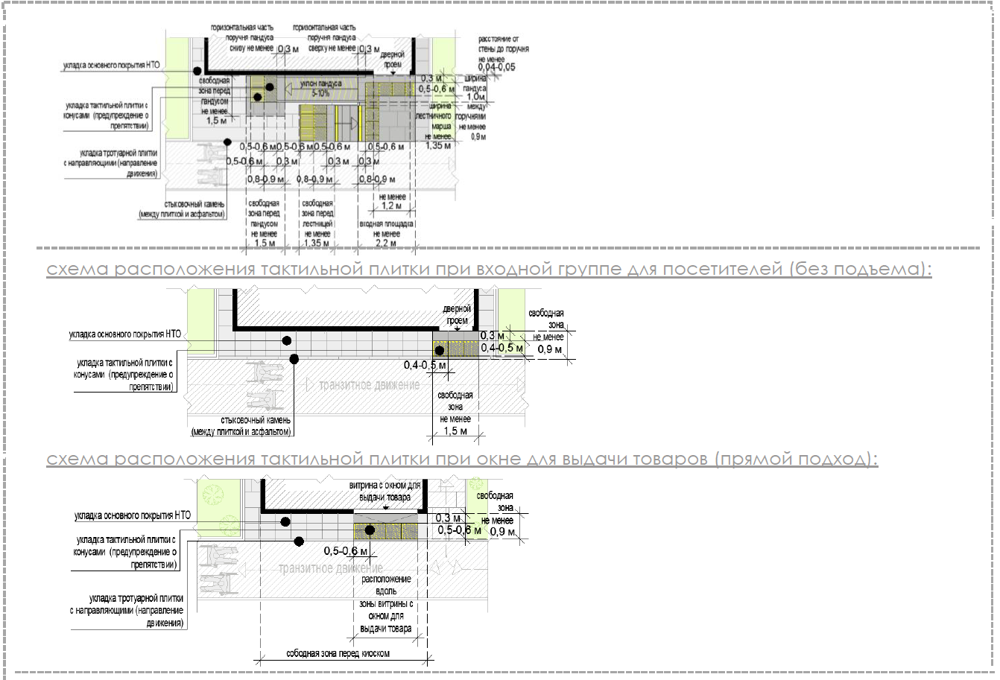 горизонтальная часть
поручня пандуса
снизу не менее
0,3 м
горизонтальная часть
поручня пандуса
сверху не менее
0,3 м
дверной
проем
расстояние от
стены до поручня
не менее
0,04-0,05
укладка основного покрытия НТО
свободная
зона перед
пандусом
не менее
1,5 м
уклон пандуса
5-10%
0,3 м
0,5-0,6 м
ширина
пандуса
1,0м
между
поручнями
не менее
0,9 м
ширина
лестничного
марша
не менее
1,35 м
укладка тактильной плитки с
конусами (предупреждение о
препятствии)
укладка тротуарной плитки
с направляющими (направление
движения)
стыковочный камень
(между плиткой и асфальтом)
0,5-0,6 м
0,5-0,6 м
0,5-0,6 м
0,5-0,6 м
0,5-0,6 м
0,3 м
0,3 м
0,3 м
0,8-0,9 м
0,8-0,9 м
0,8-0,9 м
не менее
1,2 м
свободная
зона перед
пандусом
не менее
1,5 м
свободная
зона перед
лестницей
не менее
1,35 м
входная площадка
не менее
2,2 м
схема расположения тактильной плитки при входной группе для посетителей (без подъема):
дверной
проем
свободная
зона
не менее
0,9 м
0,3 м
0,4-0,5 м
укладка основного покрытия НТО
укладка тактильной плитки с
конусами (предупреждение о
препятствии)
0,4-0,5 м
транзитное движение
стыковочный камень
(между плиткой и асфальтом)
свободная
зона
не менее
1,5 м
схема расположения тактильной плитки при окне для выдачи товаров (прямой подход):
витрина с окном для
выдачи товара
свободная
зона
не менее
0,9 м
0,3 м
0,5-0,6 м
укладка основного покрытия НТО
укладка тактильной плитки с
конусами (предупреждение о
препятствии)
0,5-0,6 м
транзитное движение
укладка тротуарной плитки
с направляющими (направление
движения)
расположение
вдоль
зоны витрины с
окном для
выдачи товара
сободная зона перед киоском